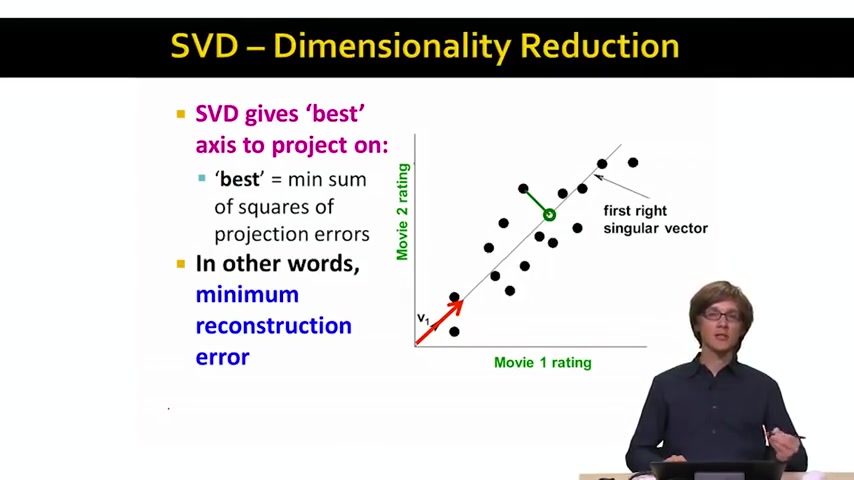 SVD – Dimensionality Reduction
SVD gives ‘best’
axis to project on:
‘best’ = min sum
of squares of
projection errors
In other words,
minimum
reconstruction
error
Movie 2 rating
first right
singular vector
v1
Movie 1 rating